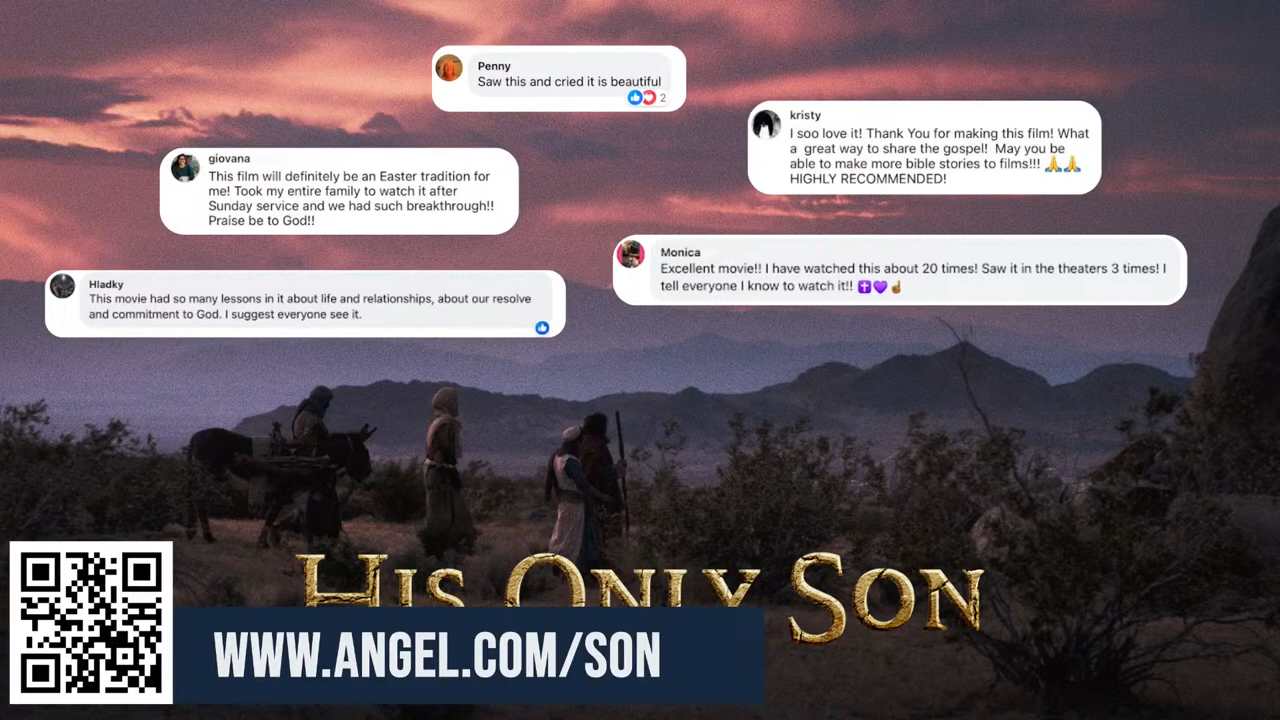 Penny
Saw this and cried it is beautiful
2
kristy
I soo love it! Thank You for making this film! What
a great way to share the gospel! May you be
able to make more bible stories to films!!! 🙏🙏
HIGHLY RECOMMENDED!
giovana
This film will definitely be an Easter tradition for
me! Took my entire family to watch it after
Sunday service and we had such breakthrough!!
Praise be to God!!
Monica
Excellent movie!! I have watched this about 20 times! Saw it in the theaters 3 times! I
tell everyone I know to watch it!! ✝️💜☝🏾
Hladky
This movie had so many lessons in it about life and relationships, about our resolve
and commitment to God. I suggest everyone see it.
HIS ONLY SON
WWW.ANGEL.COM/SON